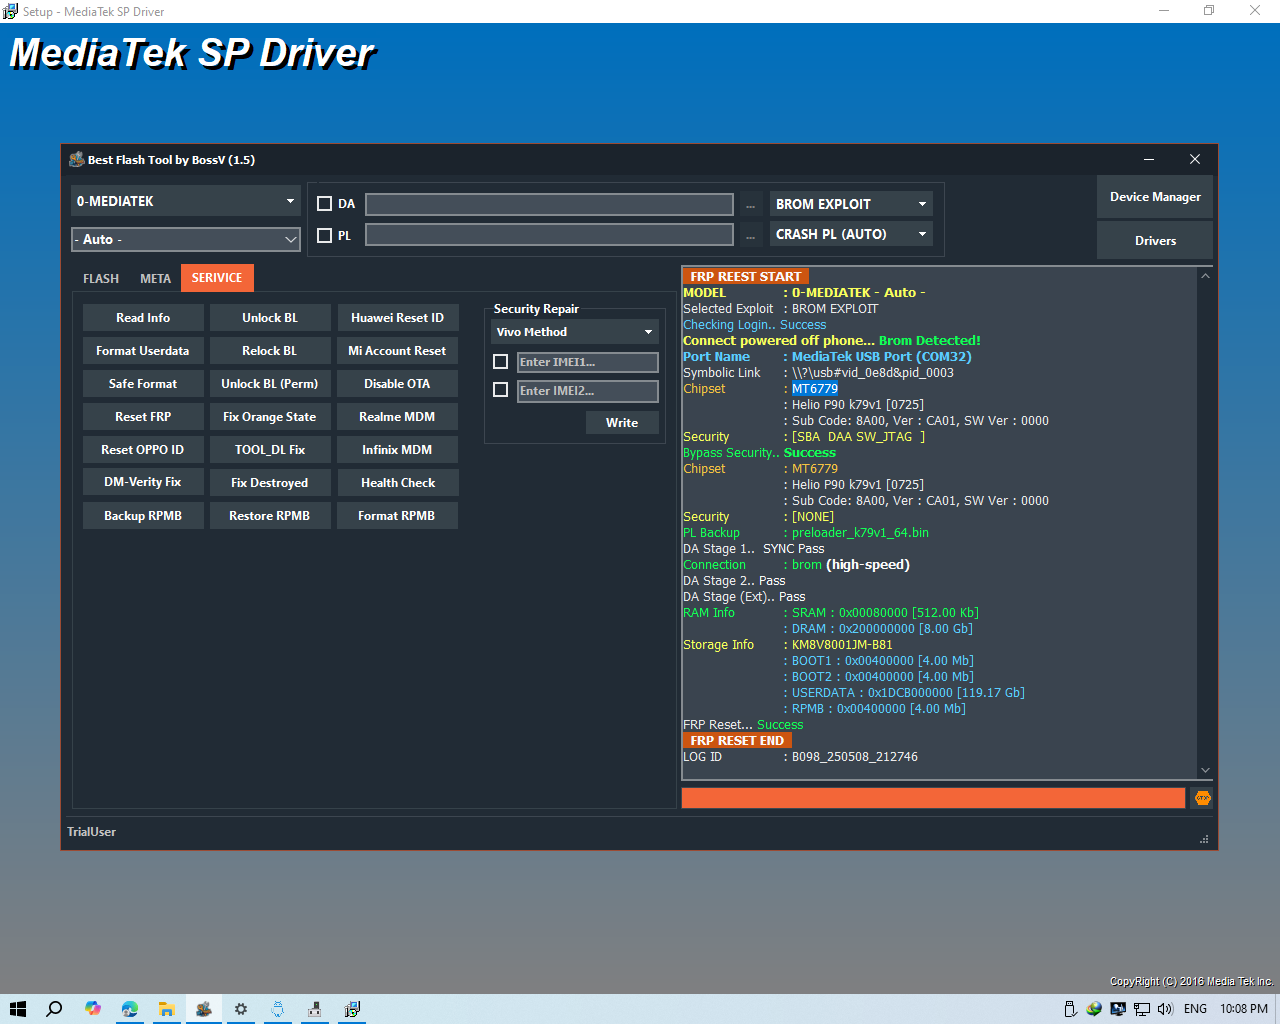 Setup - MediaTek SP Driver
MediaTek SP Driver
Best Flash Tool by BossV (1.5)
0-MEDIATEK
- Auto -
DA
...
BROM EXPLOIT
PL
...
CRASH PL (AUTO)
Device Manager
Drivers
FLASH META SERIVICE
Read Info Unlock BL Huawei Reset ID
Format Userdata Relock BL Mi Account Reset
Safe Format Unlock BL (Perm) Disable OTA
Reset FRP Fix Orange State Realme MDM
Reset OPPO ID TOOL_DL Fix Infinix MDM
DM-Verity Fix Fix Destroyed Health Check
Backup RPMB Restore RPMB Format RPMB
Security Repair
Vivo Method
Enter IMEI1...
Enter IMEI2...
Write
FRP REEST START
MODEL : 0-MEDIATEK - Auto -
Selected Exploit : BROM EXPLOIT
Checking Login.. Success
Connect powered off phone... Brom Detected!
Port Name : MediaTek USB Port (COM32)
Symbolic Link : \\?\usb#vid_0e8d&pid_0003
Chipset : MT6779
: Helio P90 k79v1 [0725]
: Sub Code: 8A00, Ver : CA01, SW Ver : 0000
Security : [SBA DAA SW_JTAG ]
Bypass Security.. Success
Chipset : MT6779
: Helio P90 k79v1 [0725]
: Sub Code: 8A00, Ver : CA01, SW Ver : 0000
Security : [NONE]
PL Backup : preloader_k79v1_64.bin
DA Stage 1.. SYNC Pass
Connection : brom (high-speed)
DA Stage 2.. Pass
DA Stage (Ext).. Pass
RAM Info : SRAM : 0x00080000 [512.00 Kb]
: DRAM : 0x200000000 [8.00 Gb]
Storage Info : KM8V8001JM-B81
: BOOT1 : 0x00400000 [4.00 Mb]
: BOOT2 : 0x00400000 [4.00 Mb]
: USERDATA : 0x1DCB000000 [119.17 Gb]
: RPMB : 0x00400000 [4.00 Mb]
FRP Reset... Success
FRP RESET END
LOG ID : B098_250508_212746
TrialUser
CopyRight (C) 2016 Media Tek Inc.
ENG 10:08 PM